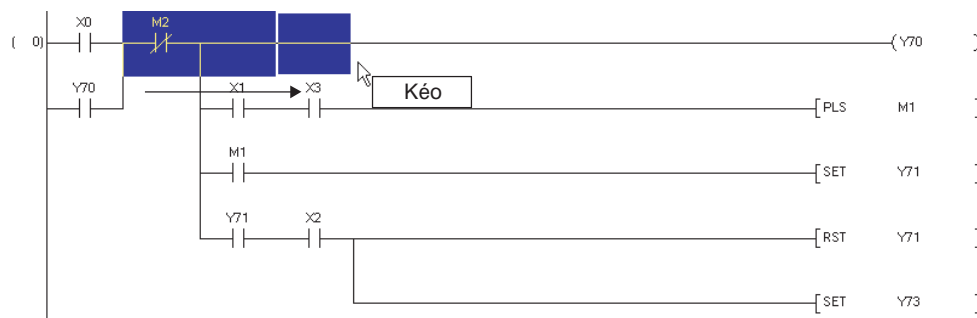 X0 M2
( 0) Y70
Y70 X1 X3 Kéo
PLS M1
M1
SET Y71
Y71 X2
RST Y71
SET Y73